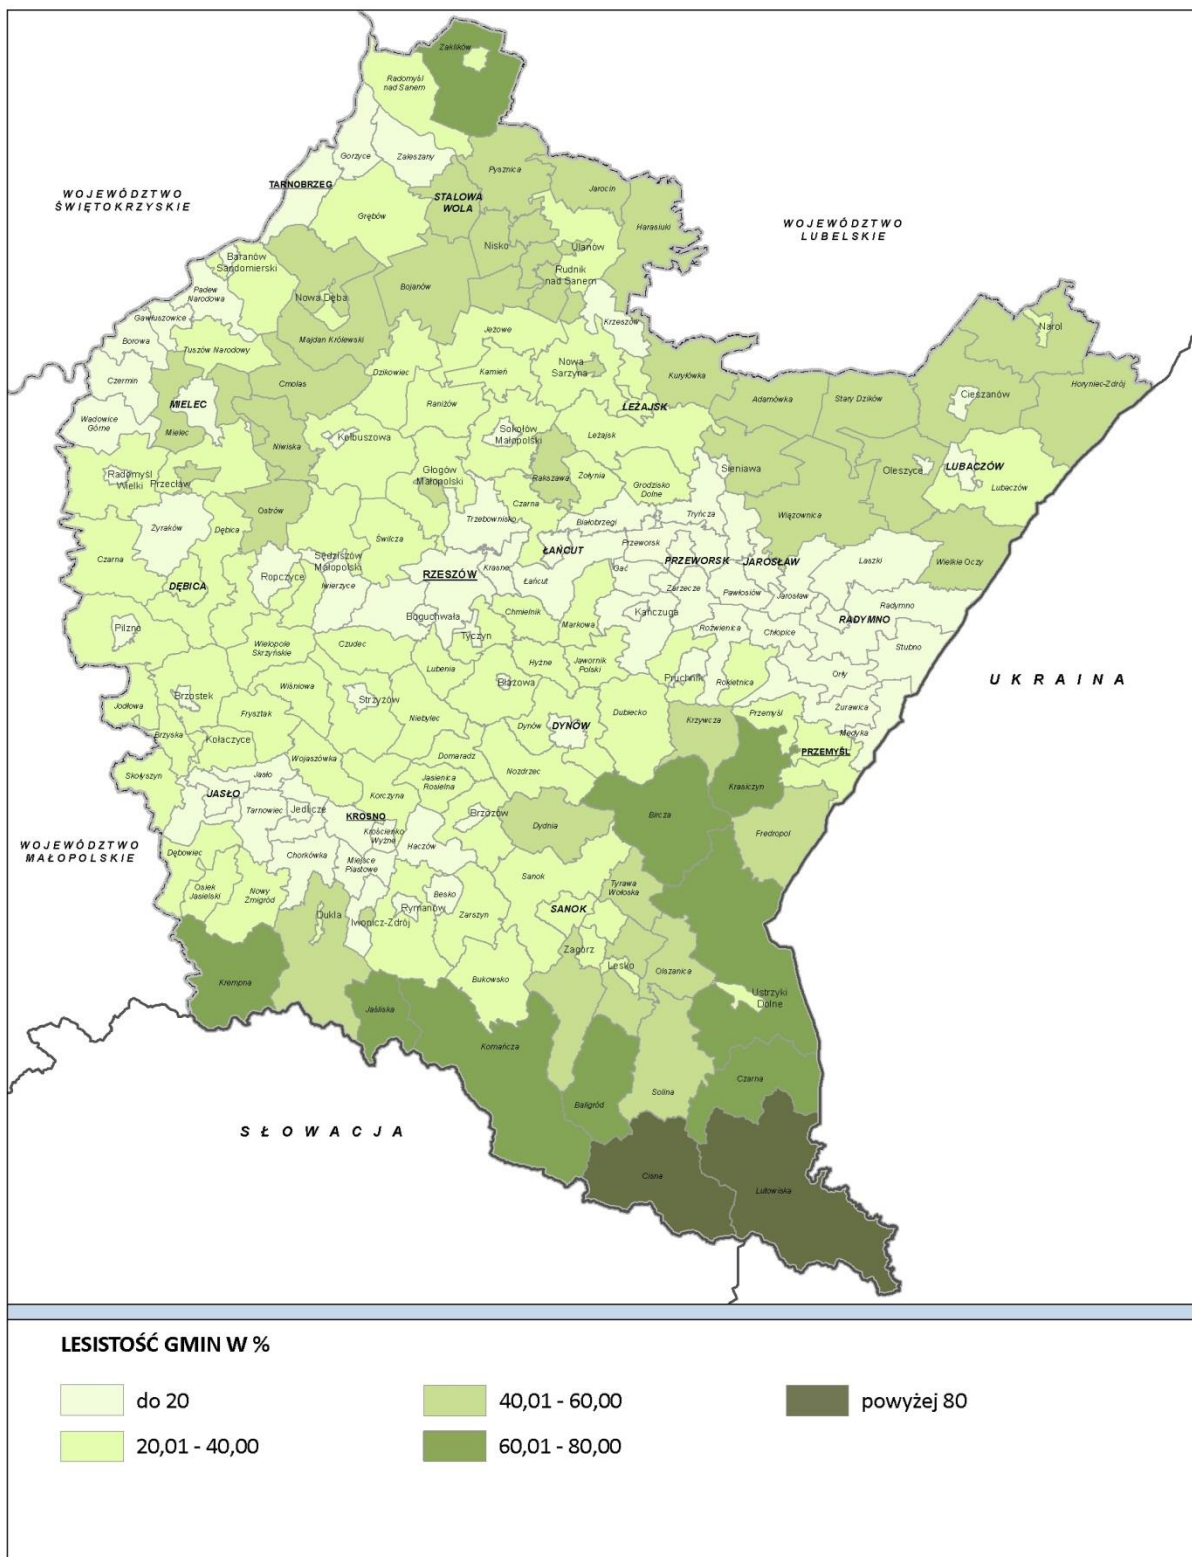 Zaklików
Radomyśl
nad Sanem
Gorzyce
Zaleszany
Pysznica
TARNOBRZEG
STALOWA
WOLA
Jarocin
WOJEWÓDZTWO
ŚWIĘTOKRZYSKIE
Grębów
Harasiuki
WOJEWÓDZTWO
LUBELSKIE
Nisko
Ulanów
Baranów
Sandomierski
Rudnik
nad Sanem
Padew
Narodowa
Nowa Dęba
Bojanów
Gawłuszowice
Krzeszów
Narol
Borowa
Majdan Królewski
Jeżowe
Tuszów Narodowy
Nowa
Sarzyna
Dzikowiec
Kamień
Kuryłówka
Horyniec-Zdrój
Czermin
Cmolas
Adamówka
Stary Dzików
Cieszanów
MIELEC
Raniżów
LEŻAJSK
Wadowice
Górne
Mielec
Niwiska
Kolbuszowa
Sokołów
Małopolski
Leżajsk
Sieniawa
Oleszyce
LUBACZÓW
Radomyśl
Wielki
Przecław
Głogów
Małopolski
Rakszawa
Żołynia
Grodzisko
Dolne
Lubaczów
Ostrów
Czarna
Tryńcza
Wiązownica
Żyraków
Dębica
Trzebownisko
Białobrzegi
Świlcza
Czarna
Sędziszów
Małopolski
ŁAŃCUT
Przeworsk
PRZEWORSK
JAROSŁAW
Laszki
Wielkie Oczy
DĘBICA
Ropczyce
Iwierzyce
RZESZÓW
Krasne
Łańcut
Gać
Zarzecze
Pawłosiów
Jarosław
Radymno
Pilzno
Boguchwała
Chmielnik
Kańczuga
RADYMNO
Tyczyn
Markowa
Roźwienica
Chłopice
Stubno
Wielopole
Skrzyńskie
Czudec
Lubenia
Hyżne
Jawornik
Polski
Pruchnik
Rokietnica
Orły
UKRAINA
Brzostek
Wiśniowa
Strzyżów
Błażowa
Żurawica
Jodłowa
Frysztak
Niebylec
Dynów
DYNÓW
Dubiecko
Krzywcza
Przemyśl
Medyka
Brzyska
Kołaczyce
PRZEMYŚL
Wojaszówka
Domaradz
Skołyszyn
Jasło
Nozdrzec
Krasiczyn
JASŁO
Korczyna
Jasienica
Rosielna
Tarnowiec
Jedlicze
KROSNO
Brzozów
Bircza
WOJEWÓDZTWO
MAŁOPOLSKIE
Krościenko
Wyżne
Dydnia
Fredropol
Dębowiec
Chorkówka
Haczów
Miejsce
Piastowe
Sanok
Osiek
Jasielski
Nowy
Żmigród
Besko
Tyrawa
Wołoska
Dukla
Rymanów
Zarszyn
SANOK
Iwonicz-Zdrój
Zagórz
Lesko
Olszanica
Krempna
Bukowsko
Ustrzyki
Dolne
Jaśliska
Komańcza
Czarna
Solina
Baligród
SŁOWACJA
Cisna
Lutowiska
LESISTOŚĆ GMIN W %
do 20
40,01 - 60,00
powyżej 80
20,01 - 40,00
60,01 - 80,00